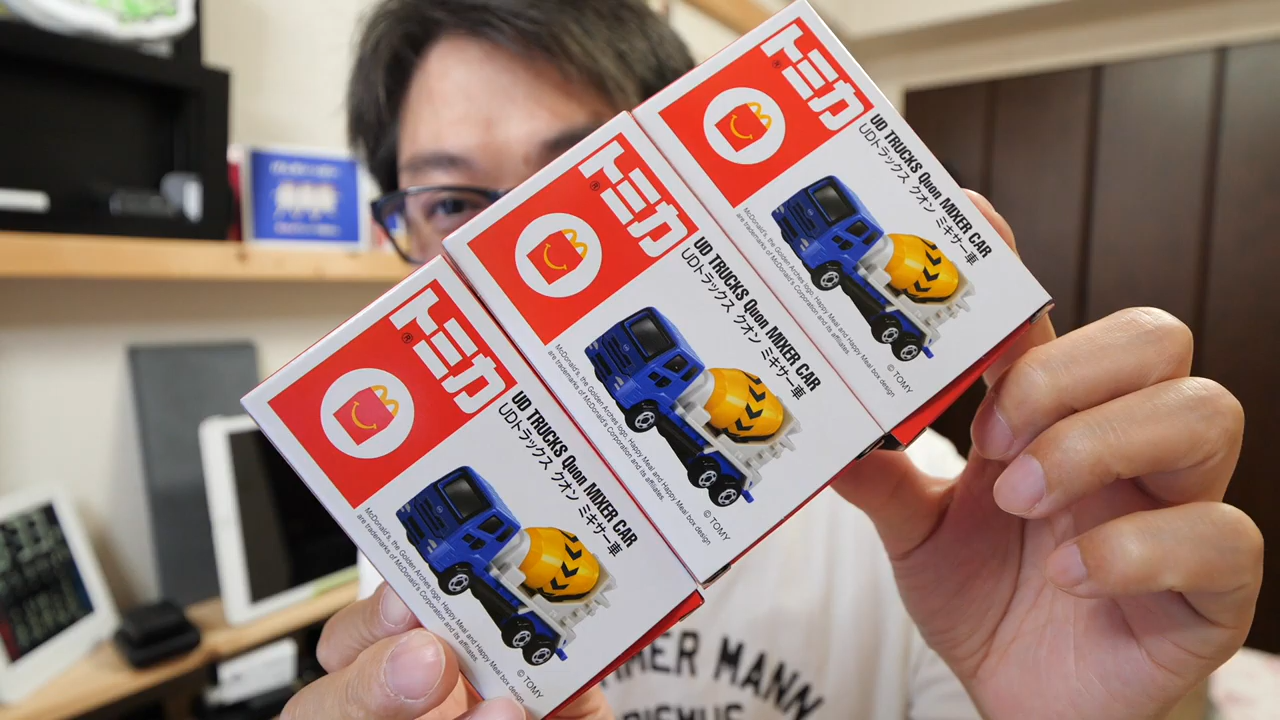 トミカ
®
UD TRUCKS Quon MIXER CAR
UDトラックス クオン ミキサー車
McDonald's, the Golden Arches logo, Happy Meal and Happy Meal box design
are trademarks of McDonald's Corporation and its affiliates.
© TOMY
トミカ
®
UD TRUCKS Quon MIXER CAR
UDトラックス クオン ミキサー車
McDonald's, the Golden Arches logo, Happy Meal and Happy Meal box design
are trademarks of McDonald's Corporation and its affiliates.
© TOMY
トミカ
®
UD TRUCKS Quon MIXER CAR
UDトラックス クオン ミキサー車
McDonald's, the Golden Arches logo, Happy Meal and Happy Meal box design
are trademarks of McDonald's Corporation and its affiliates.
© TOMY
MANN